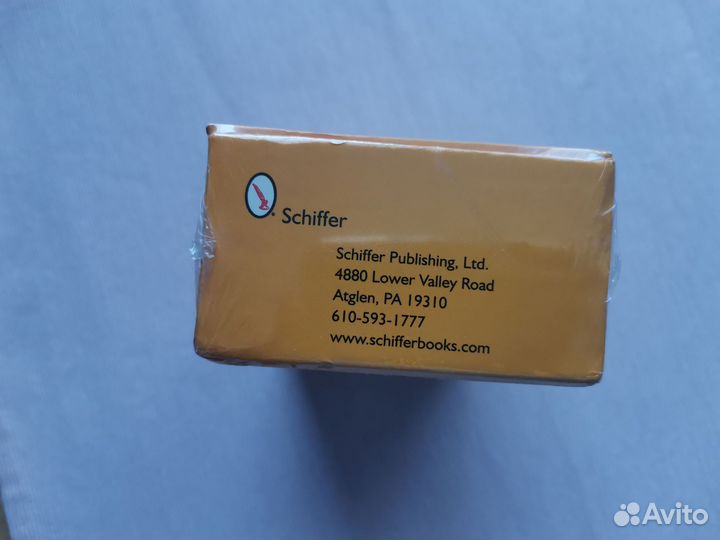 Schiffer
Schiffer Publishing, Ltd.
4880 Lower Valley Road
Atglen, PA 19310
610-593-1777
www.schifferbooks.com
Avito